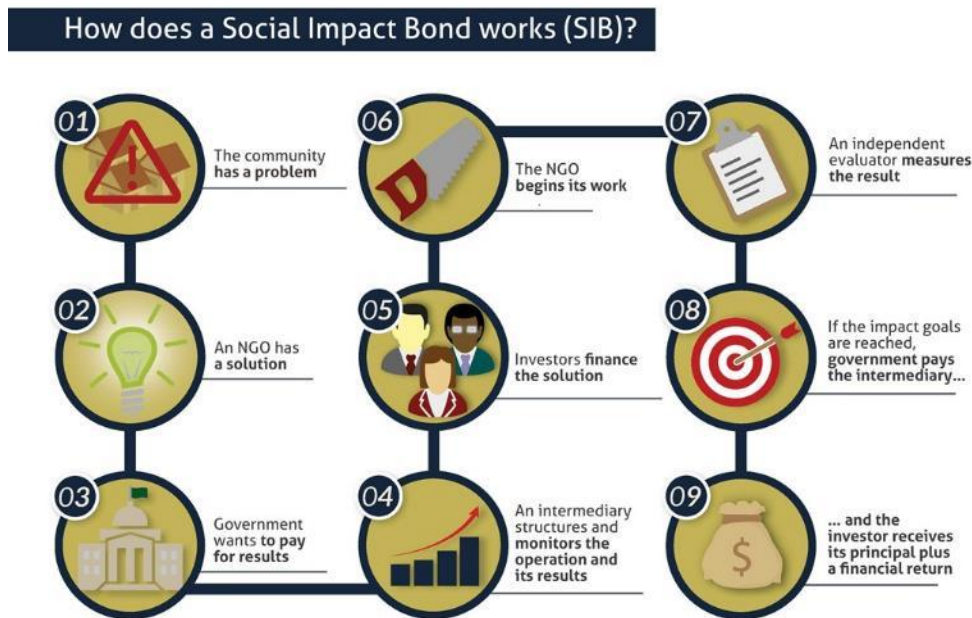 How does a Social Impact Bond works (SIB)?
01
The community
has a problem
02
An NGO has
a solution
03
Government
wants to pay
for results
04
An intermediary
structures and
monitors the
operation and
its results
05
Investors finance
the solution
06
The NGO
begins its work
07
An independent
evaluator measures
the result
08
If the impact goals
are reached,
government pays
the intermediary...
09
... and the
investor receives
its principal plus
a financial return
$